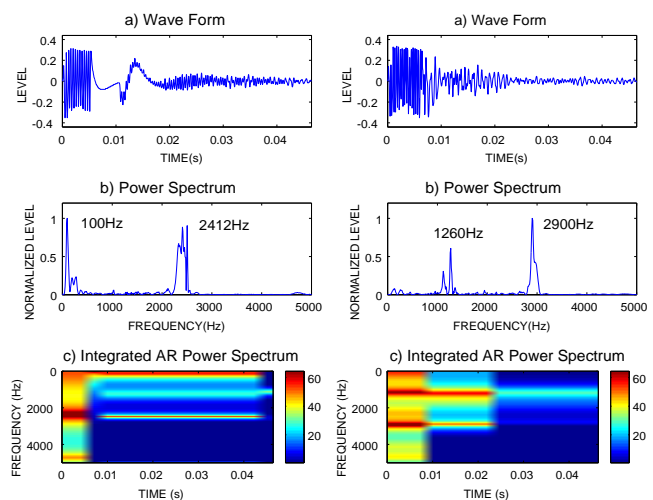 a) Wave Form
0.4
0.2
0
-0.2
-0.4
LEVEL
0 0.01 0.02 0.03 0.04
TIME(s)
b) Power Spectrum
1
0.5
0
NORMALIZED LEVEL
100Hz
2412Hz
0 1000 2000 3000 4000 5000
FREQUENCY(Hz)
c) Integrated AR Power Spectrum
0
2000
4000
FREQUENCY (Hz)
60
40
20
0 0.01 0.02 0.03 0.04
TIME (s)
a) Wave Form
0.4
0.2
0
-0.2
-0.4
LEVEL
0 0.01 0.02 0.03 0.04
TIME(s)
b) Power Spectrum
1
0.5
0
NORMALIZED LEVEL
1260Hz
2900Hz
0 1000 2000 3000 4000 5000
FREQUENCY(Hz)
c) Integrated AR Power Spectrum
0
2000
4000
FREQUENCY (Hz)
60
40
20
0 0.01 0.02 0.03 0.04
TIME (s)